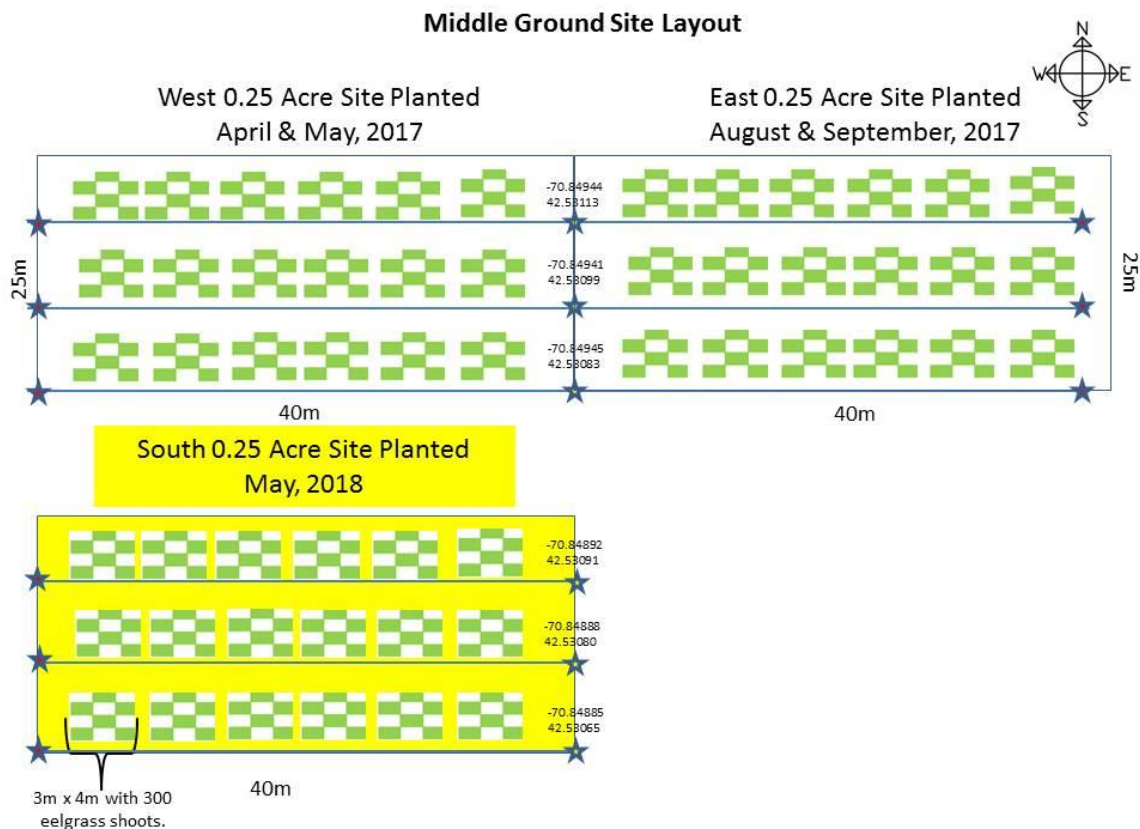 Middle Ground Site Layout
N
W E
S
West 0.25 Acre Site Planted
April & May, 2017
East 0.25 Acre Site Planted
August & September, 2017
-70.84944
42.53113
25m
-70.84941
42.53099
25m
-70.84945
42.53083
40m
40m
South 0.25 Acre Site Planted
May, 2018
-70.84892
42.53091
-70.84888
42.53080
-70.84885
42.53065
40m
3m x 4m with 300
eelgrass shoots.